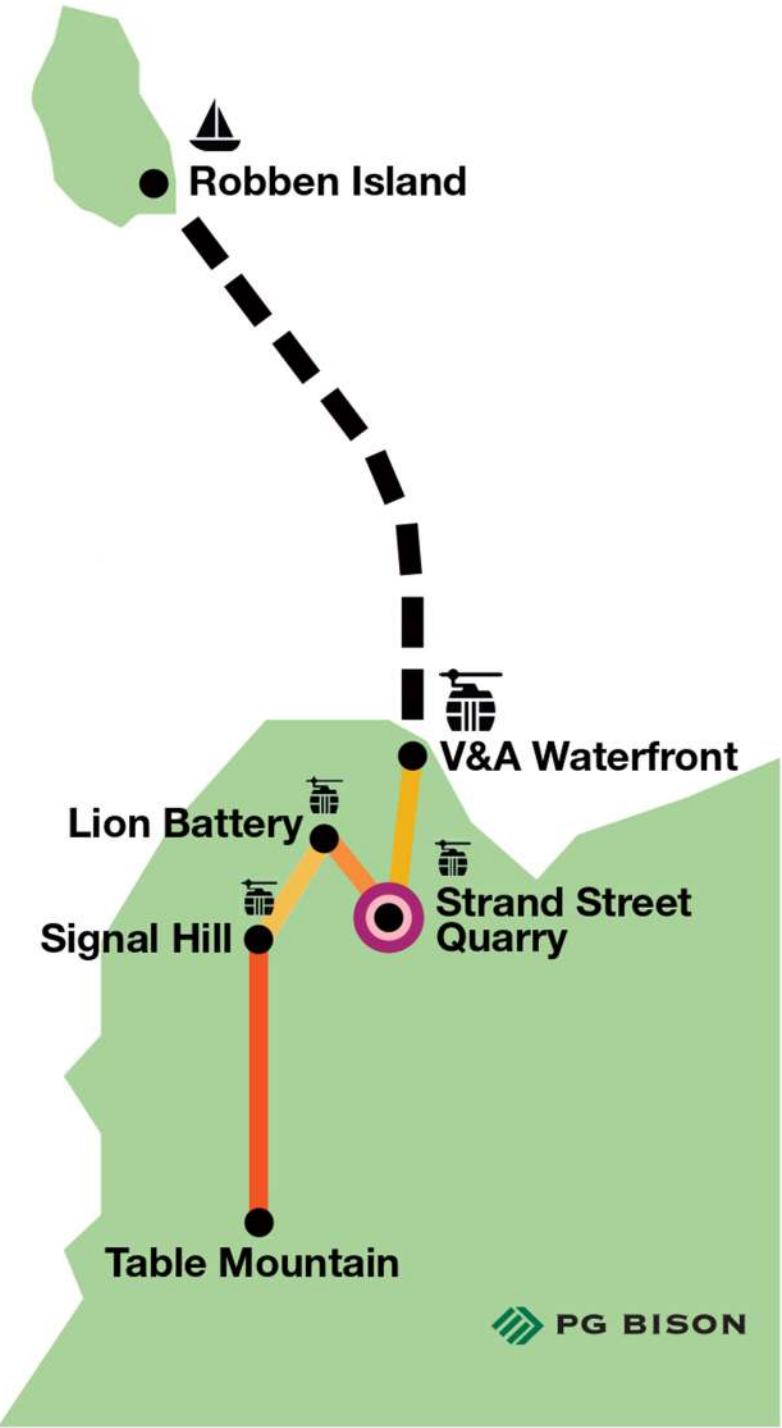 Robben Island
V&A Waterfront
Lion Battery
Strand Street
Quarry
Signal Hill
Table Mountain
PG BISON